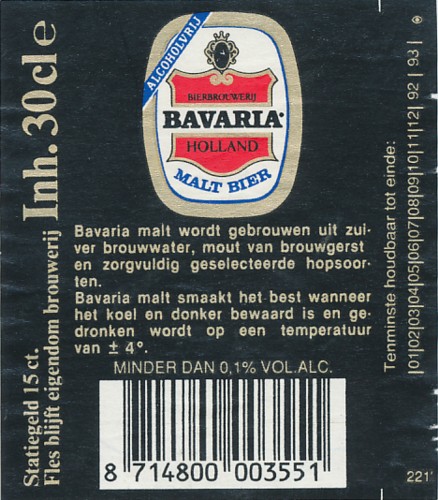 ALCOHOLVRIJ
BIERBROUWERIJ
BAVARIA
HOLLAND
MALT BIER
Bavaria malt wordt gebrouwen uit zui-
ver brouwwater, mout van brouwgerst
en zorgvuldig geselecteerde hopsoor-
ten.
Bavaria malt smaakt het best wanneer
het koel en donker bewaard is en ge-
dronken wordt op een temperatuur
van ± 4°.
MINDER DAN 0,1% VOL.ALC.
8 714800 003551
Statiegeld 15 ct.
Fles blijft eigendom brouwerij
Inh. 30cl e
Tenminste houdbaar tot einde:
|01|02|03|04|05|06|07|08|09|10|11|12| 92 | 93 |
221